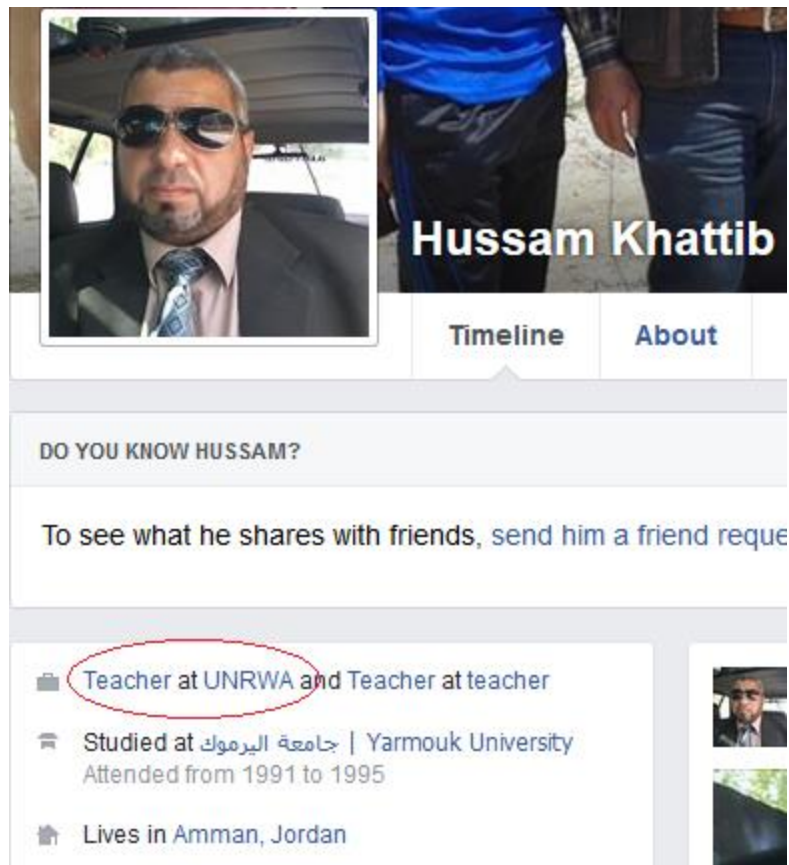 Hussam Khattib
Timeline About
DO YOU KNOW HUSSAM?
To see what he shares with friends, send him a friend reque
Teacher at UNRWA and Teacher at teacher
Studied at جامعة اليرموك | Yarmouk University
Attended from 1991 to 1995
Lives in Amman, Jordan